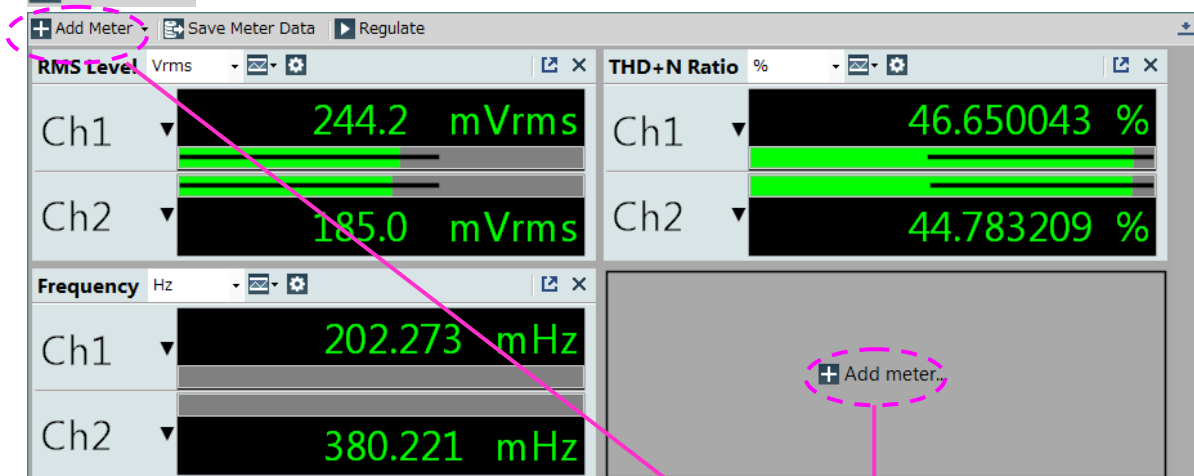 Add Meter Save Meter Data Regulate
RMS Level Vrms
Ch1 244.2 mVrms
Ch2 185.0 mVrms
THD+N Ratio %
Ch1 46.650043 %
Ch2 44.783209 %
Frequency Hz
Ch1 202.273 mHz
Ch2 380.221 mHz
Add meter...